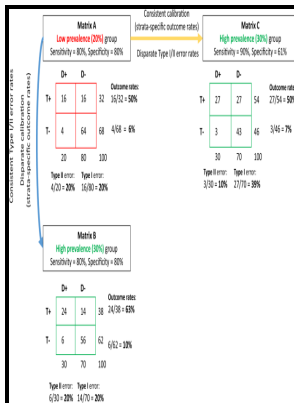 Matrix A
Low prevalence (20%) group
Sensitivity = 80%, Specificity = 80%
Consistent calibration
(strata-specific outcome rates)
Disparate Type I/II error rates
Matrix C
High prevalence (30%) group
Sensitivity = 90%, Specificity = 61%
Consistent Type I/II error rates
Disparate calibration
(strata-specific outcome rates)
D+ D-
Outcome rates:
T+ 16 16 32 16/32 = 50%
T- 4 64 68 4/68 = 6%
20 80 100
Type II error: Type I error:
4/20 = 20% 16/80 = 20%
D+ D-
Outcome rates:
T+ 27 27 54 27/54 = 50%
T- 3 43 46 3/46 = 7%
30 70 100
Type II error: Type I error:
3/30 = 10% 27/70 = 39%
Matrix B
High prevalence (30%) group
Sensitivity = 80%, Specificity = 80%
D+ D-
Outcome rates:
T+ 24 14 38 24/38 = 63%
T- 6 56 62 6/62 = 10%
30 70 100
Type II error: Type I error:
6/30 = 20% 14/70 = 20%